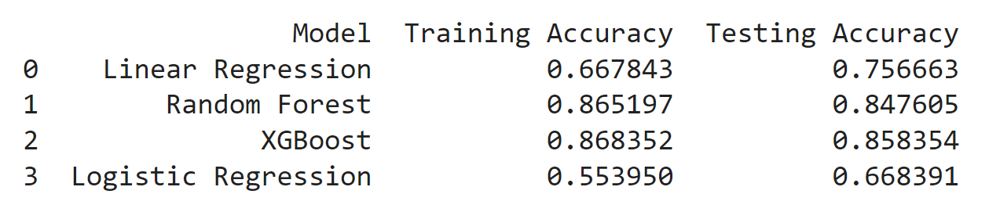 Model Training Accuracy Testing Accuracy
0 Linear Regression 0.667843 0.756663
1 Random Forest 0.865197 0.847605
2 XGBoost 0.868352 0.858354
3 Logistic Regression 0.553950 0.668391